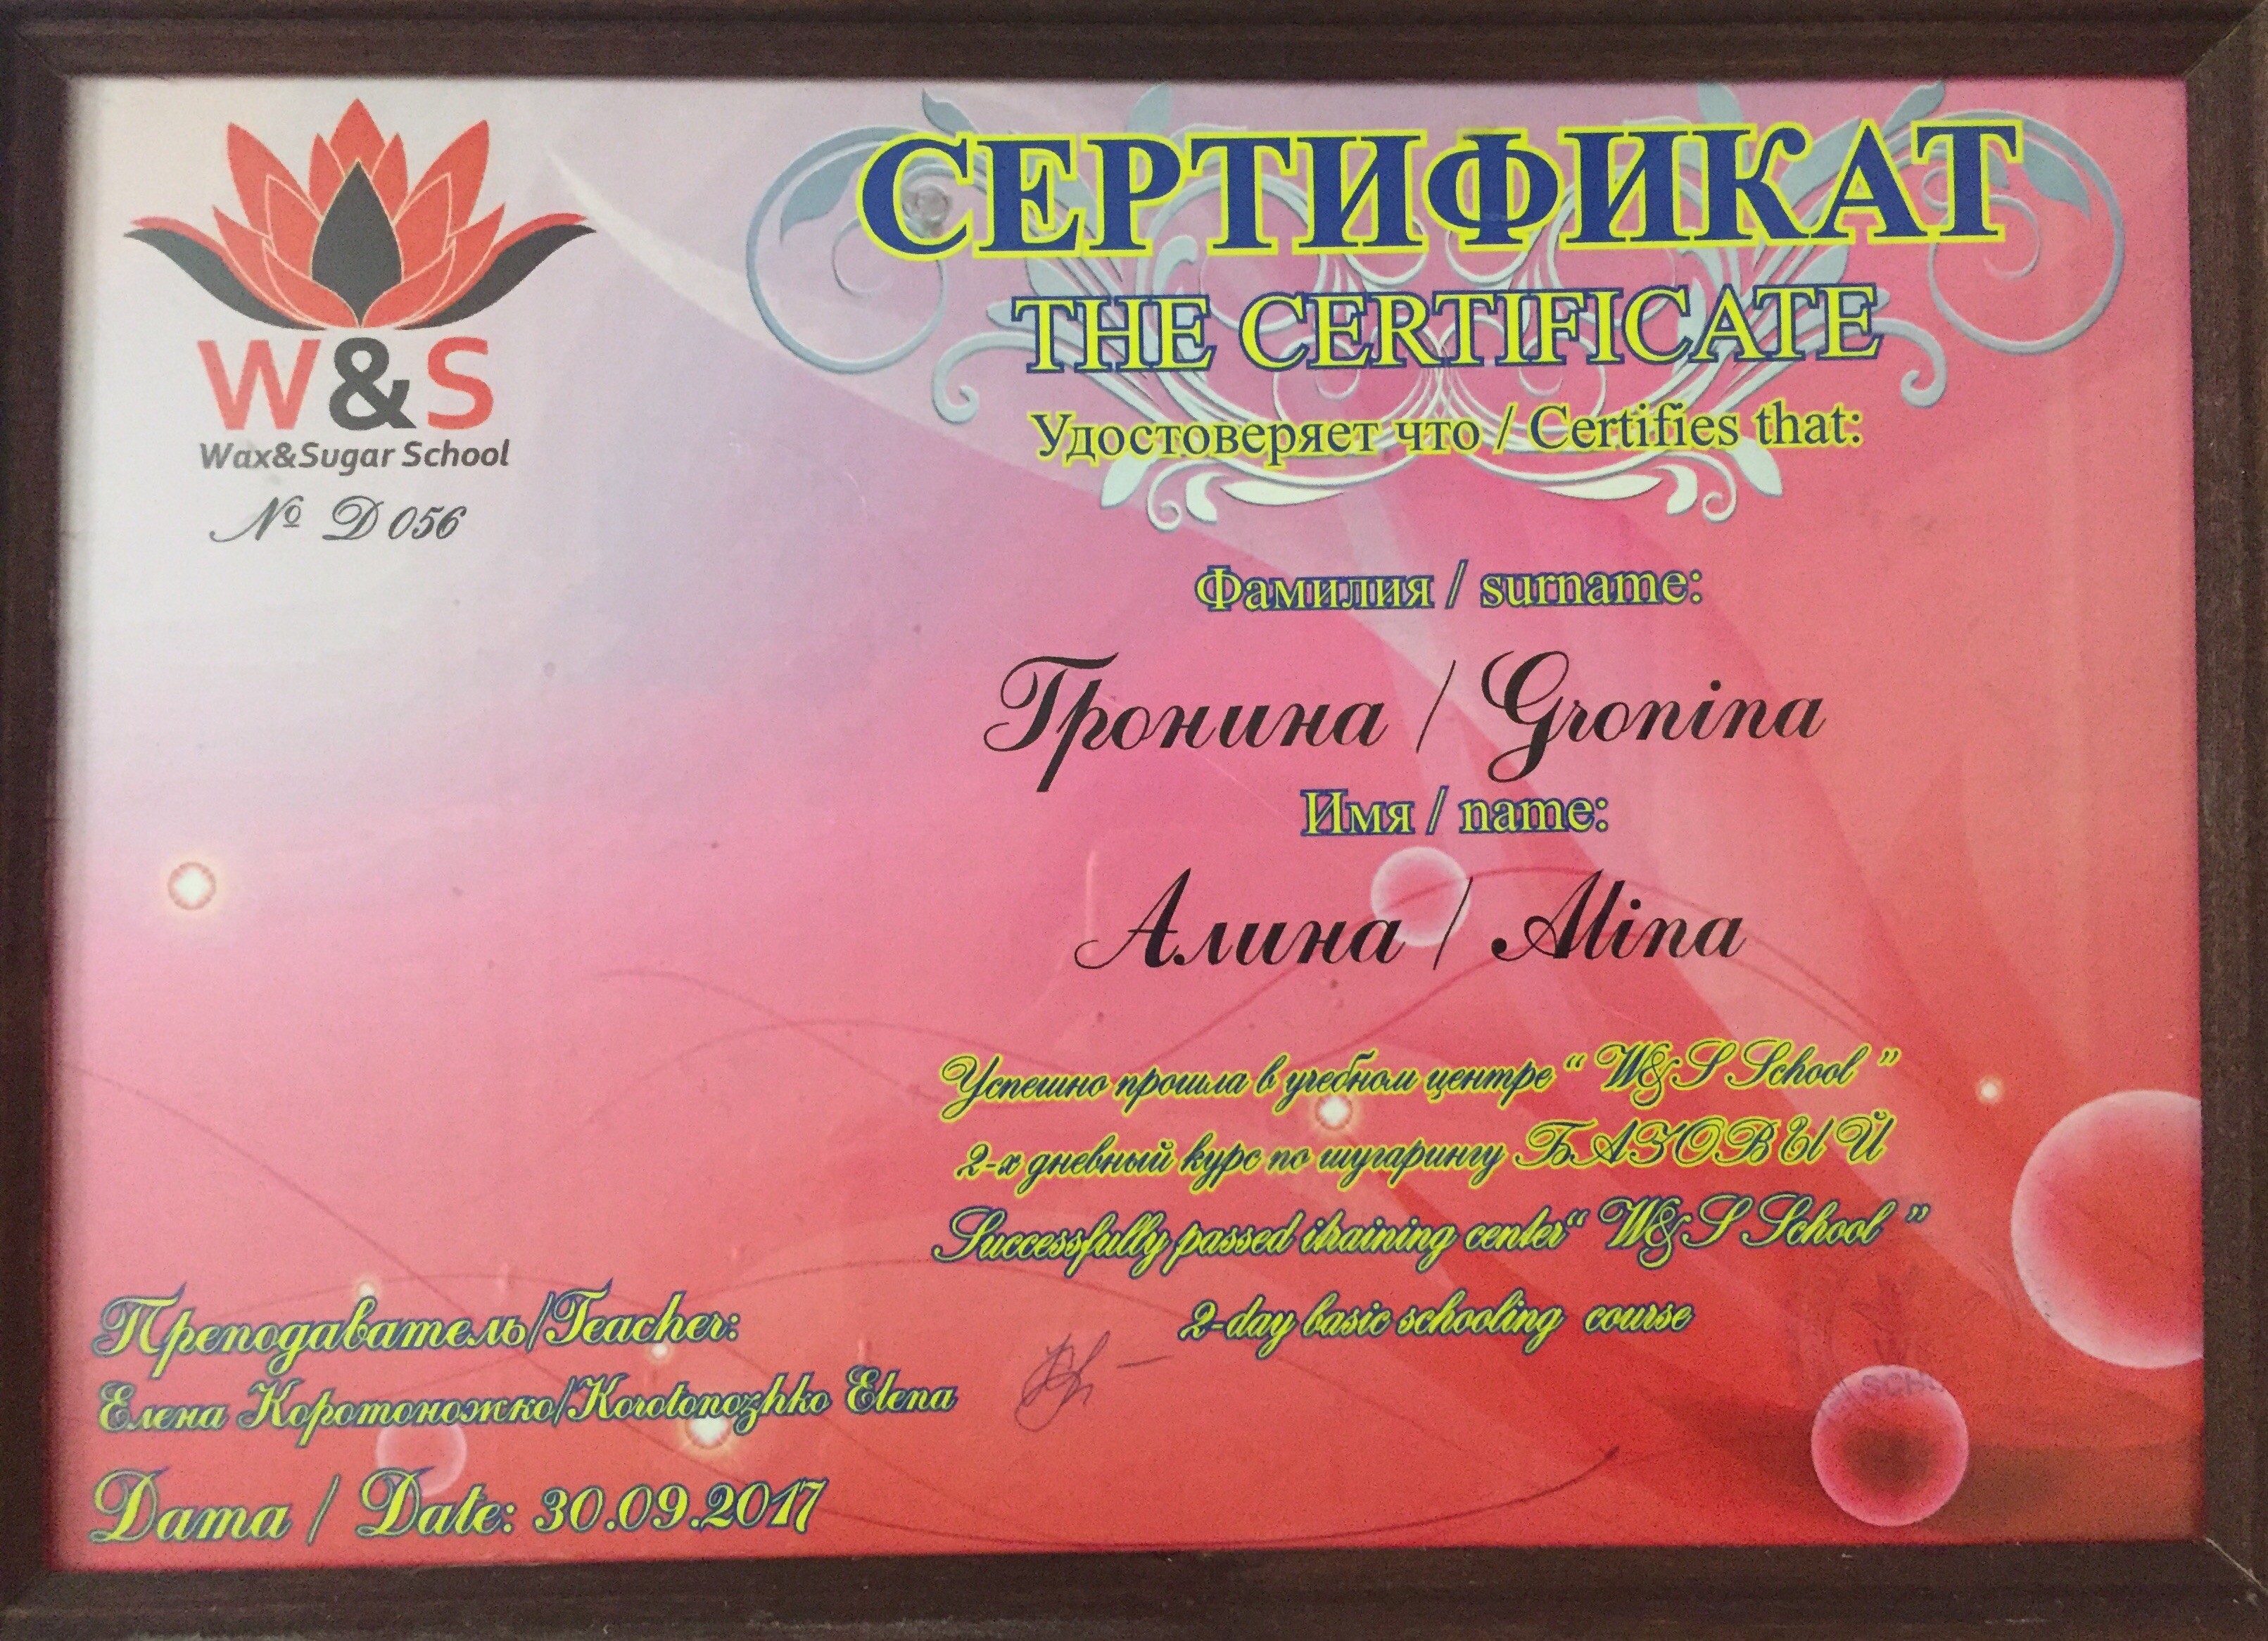 W&S
Wax&Sugar School
№ D 056
СЕРТИФИКАТ
THE CERTIFICATE
Удостоверяет что / Certifies that:
Фамилия / surname:
Гронина / Gronina
Имя / name:
Алина / Alina
Успешно прошла в учебном центре “ W&S School ”
2-х дневный курс по шугарингу БАЗОВЫЙ
Successfully passed itraining center“ W&S School ”
2-day basic schooling course
Преподаватель/Teacher:
Елена Коротоножко/Korotonozhko Elena
Дата / Date: 30.09.2017